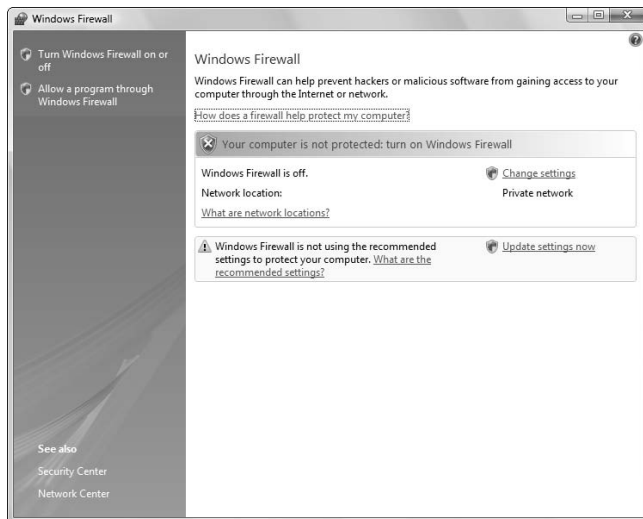 Windows Firewall
Turn Windows Firewall on or
off
Allow a program through
Windows Firewall
Windows Firewall
Windows Firewall can help prevent hackers or malicious software from gaining access to your
computer through the Internet or network.
How does a firewall help protect my computer?
Your computer is not protected: turn on Windows Firewall
Windows Firewall is off.
Change settings
Network location:
Private network
What are network locations?
Windows Firewall is not using the recommended
settings to protect your computer. What are the
recommended settings?
Update settings now
See also
Security Center
Network Center